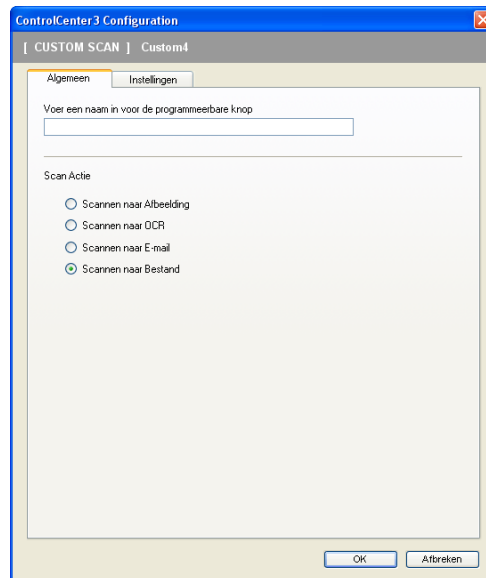 ControlCenter3 Configuration
[ CUSTOM SCAN ] Custom4
Algemeen Instellingen
Voer een naam in voor de programmeerbare knop
Scan Actie
Scannen naar Afbeelding
Scannen naar OCR
Scannen naar E-mail
Scannen naar Bestand
OK Afbreken